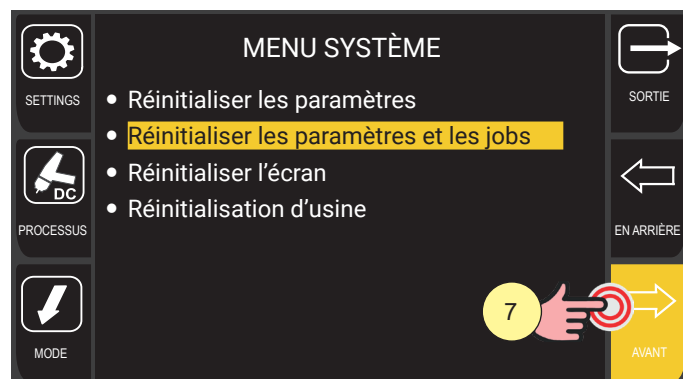 MENU SYSTÈME
SETTINGS
SORTIE
Réinitialiser les paramètres
Réinitialiser les paramètres et les jobs
Réinitialiser l'écran
Réinitialisation d'usine
DC
PROCESSUS
EN ARRIÈRE
7
MODE
AVANT